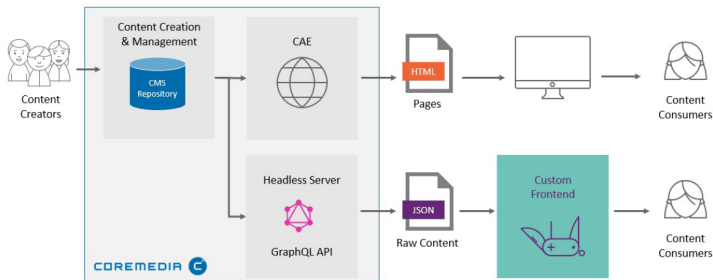 Content Creation
& Management
CMS
Repository
Content
Creators
CAE
HTML
Pages
Content
Consumers
Headless Server
GraphQL API
JSON
Raw Content
Custom
Frontend
Content
Consumers
COREMEDIA C